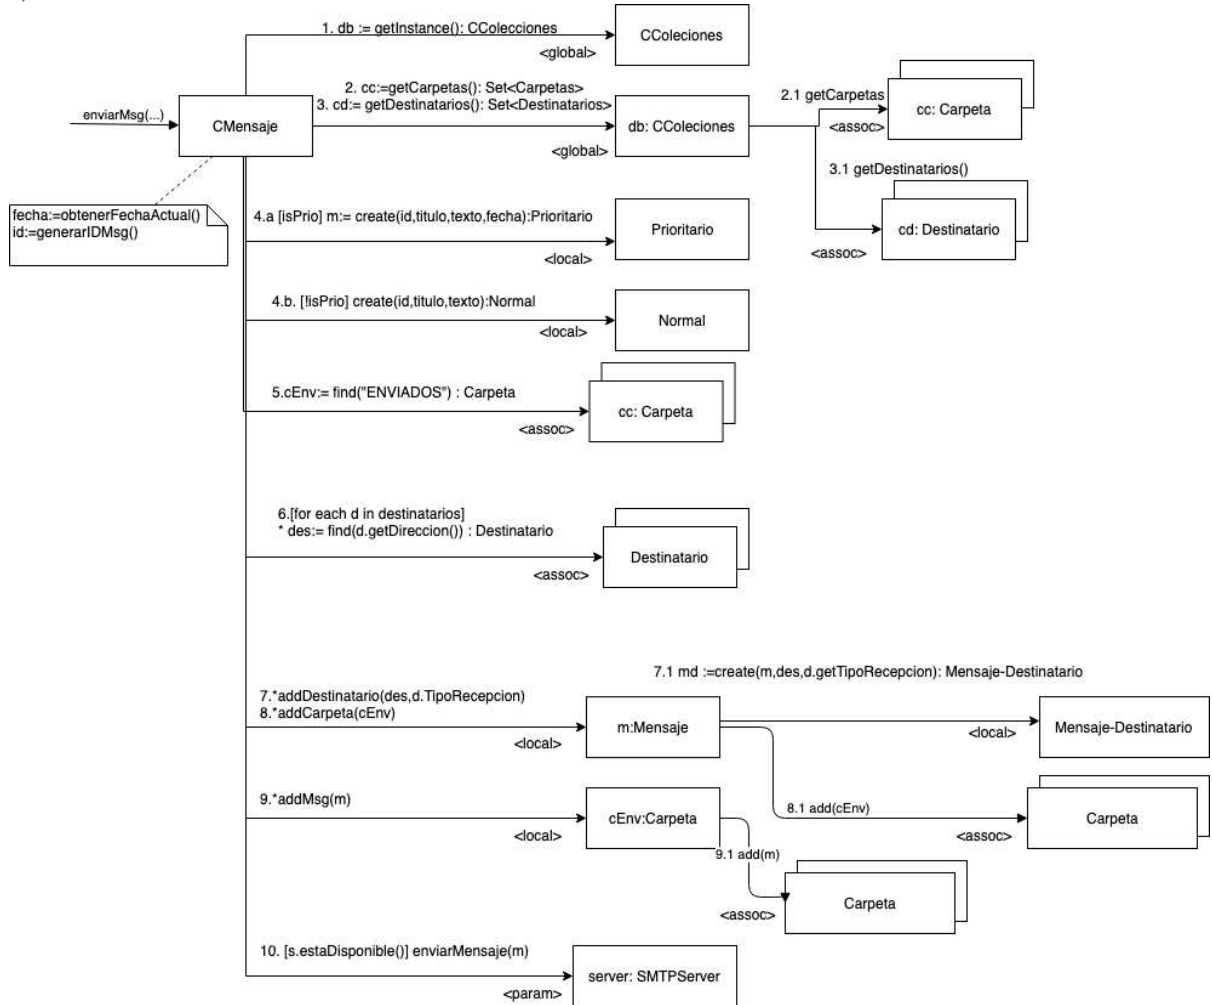 )
1. db := getInstance(): CColecciones
<global>
CColeciones
2. cc:=getCarpetas(): Set<Carpetas>
3. cd:= getDestinatarios(): Set<Destinatarios>
<global>
enviarMsg(...)
CMensaje
db: CColeciones
2.1 getCarpetas
<assoc>
cc: Carpeta
3.1 getDestinatarios()
<assoc>
cd: Destinatario
fecha:=obtenerFechaActual()
id:=generarIDMsg()
4.a [isPrio] m:= create(id,titulo,texto,fecha):Prioritario
<local>
Prioritario
4.b. [!isPrio] create(id,titulo,texto):Normal
<local>
Normal
5.cEnv:= find("ENVIADOS") : Carpeta
<assoc>
cc: Carpeta
6.[for each d in destinatarios]
* des:= find(d.getDireccion()) : Destinatario
<assoc>
Destinatario
7.1 md :=create(m,des,d.getTipoRecepcion): Mensaje-Destinatario
7.*addDestinatario(des,d.TipoRecepcion)
8.*addCarpeta(cEnv)
<local>
m:Mensaje
<local>
Mensaje-Destinatario
9.*addMsg(m)
<local>
cEnv:Carpeta
8.1 add(cEnv)
<assoc>
Carpeta
9.1 add(m)
<assoc>
Carpeta
10. [s.estaDisponible()] enviarMensaje(m)
<param>
server: SMTPServer